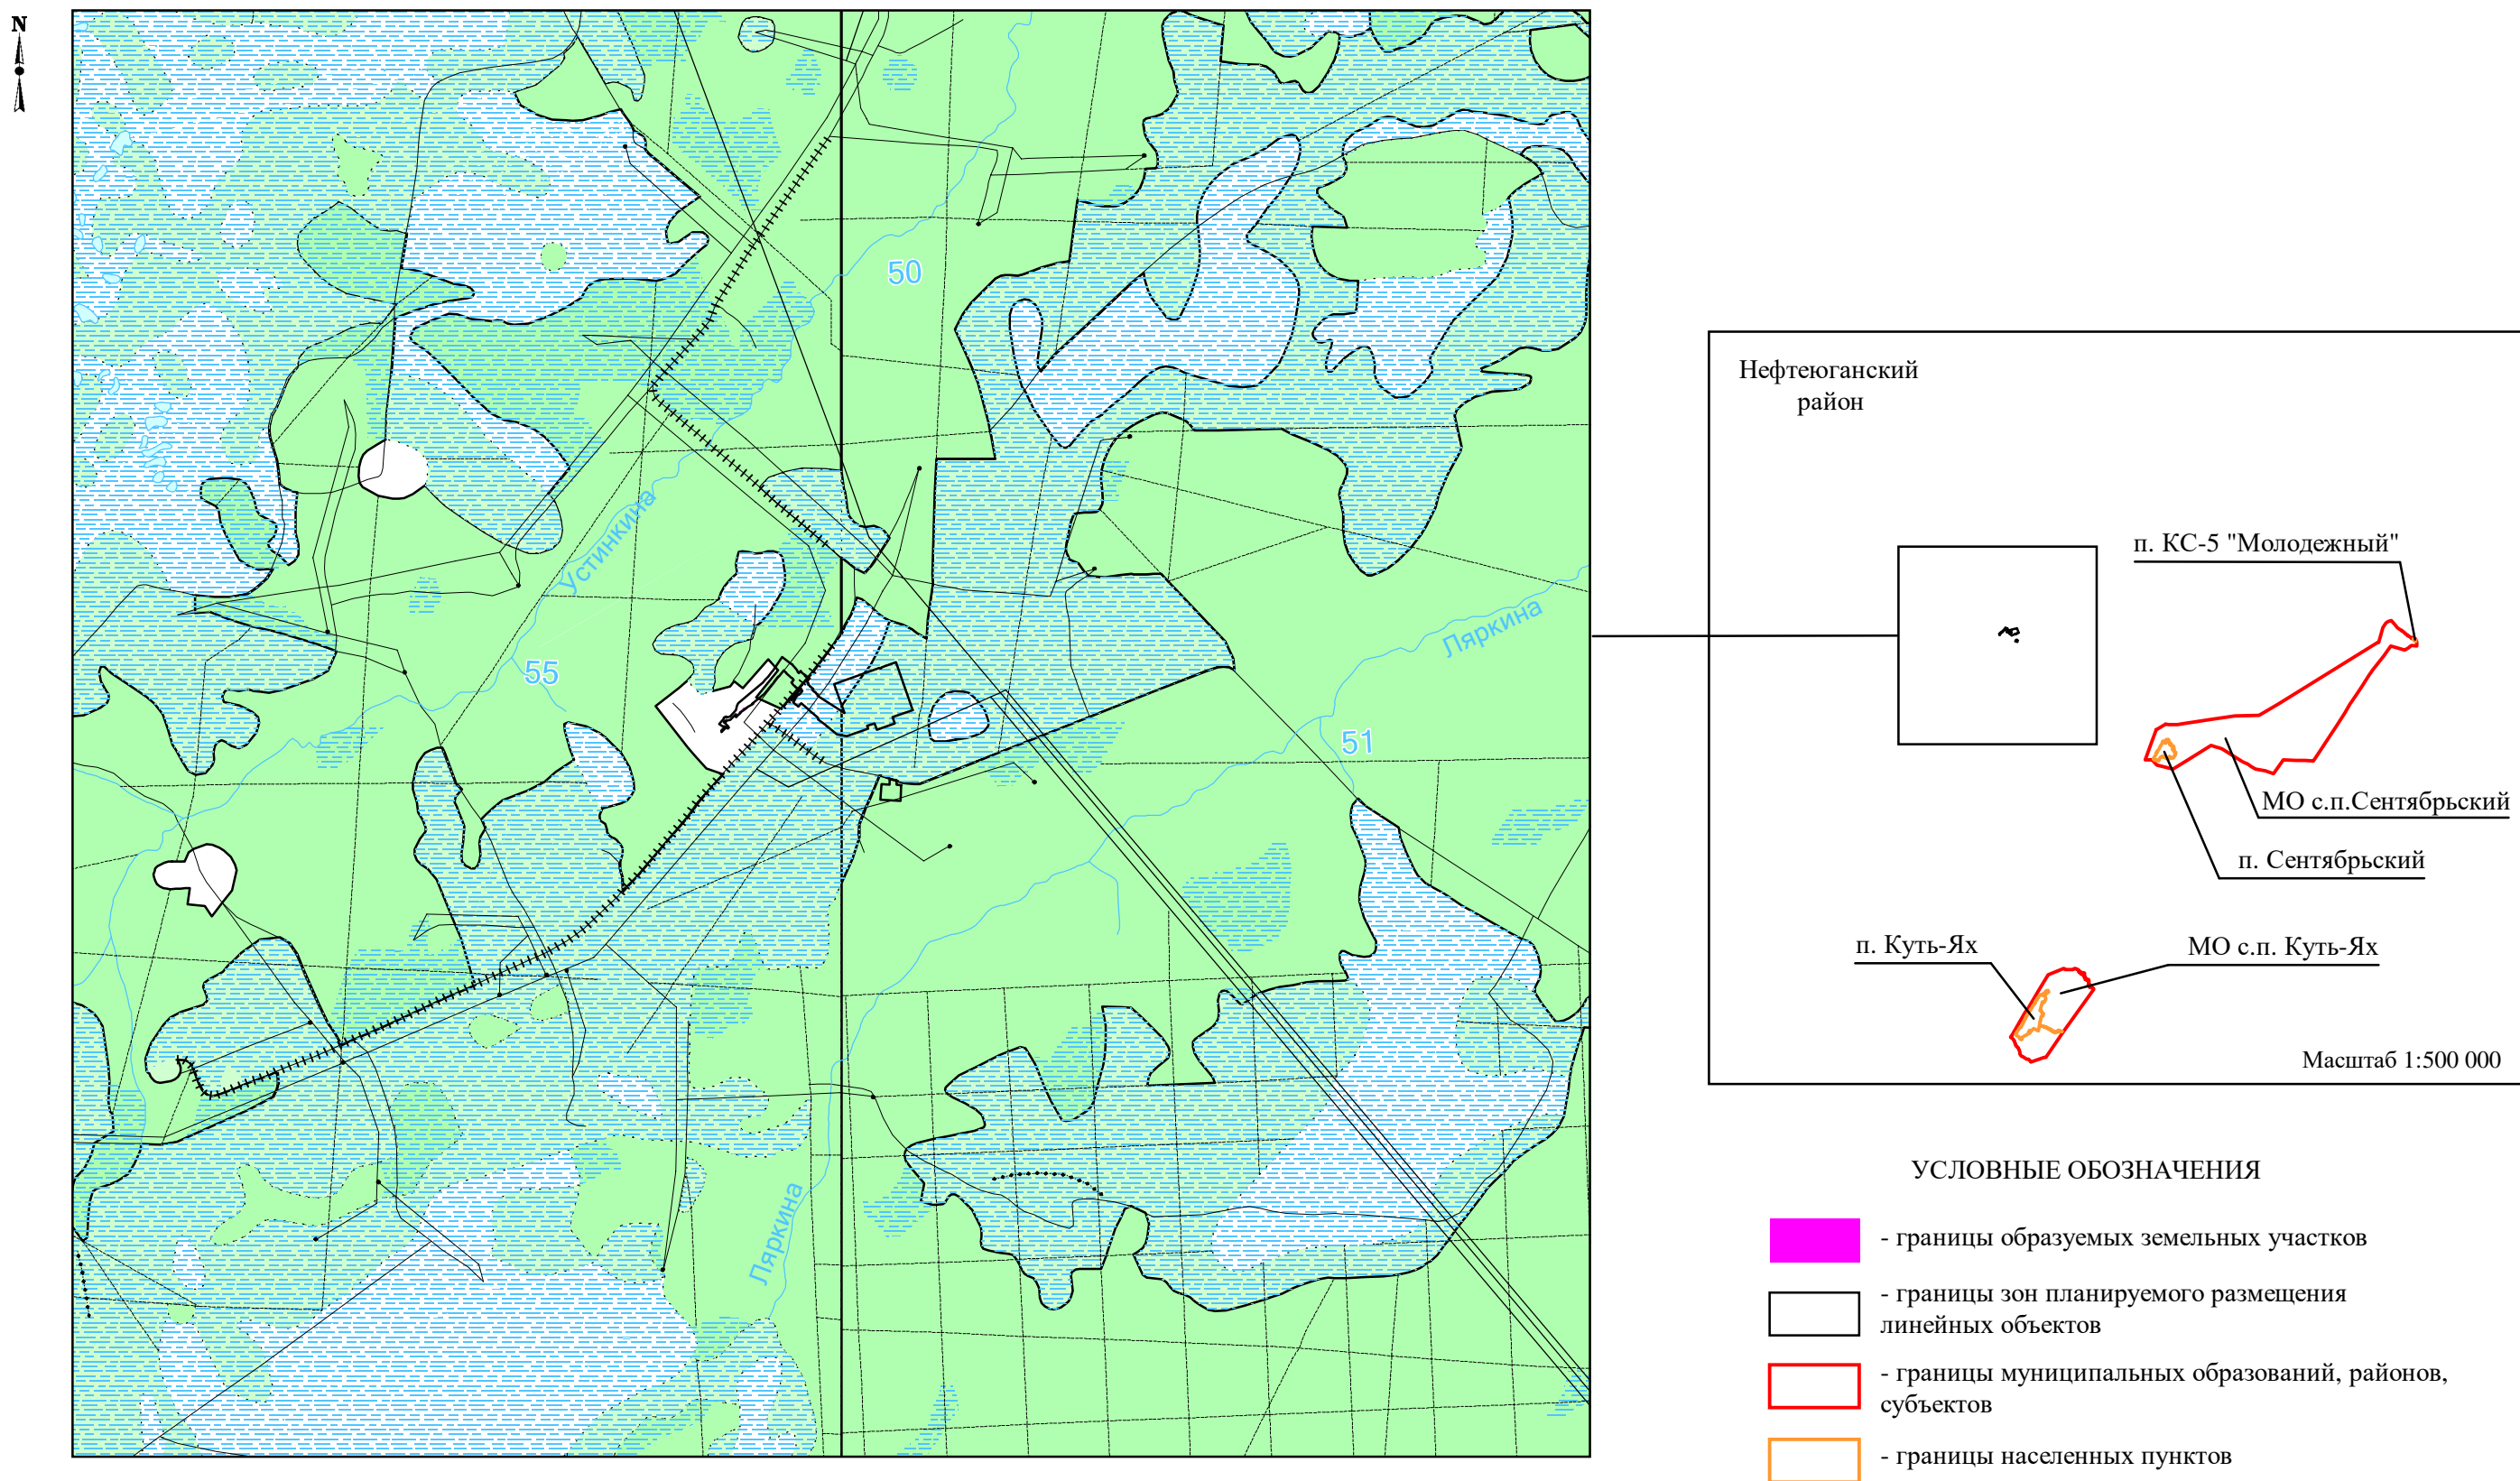 N
50
Устинкина
55
Ляркина
51
Ляркина
Нефтеюганский
район
п. КС-5 "Молодежный"
МО с.п.Сентябрьский
п. Сентябрьский
п. Куть-Ях
МО с.п. Куть-Ях
Масштаб 1:500 000
УСЛОВНЫЕ ОБОЗНАЧЕНИЯ
- границы образуемых земельных участков
- границы зон планируемого размещения
линейных объектов
- границы муниципальных образований, районов,
субъектов
- границы населенных пунктов